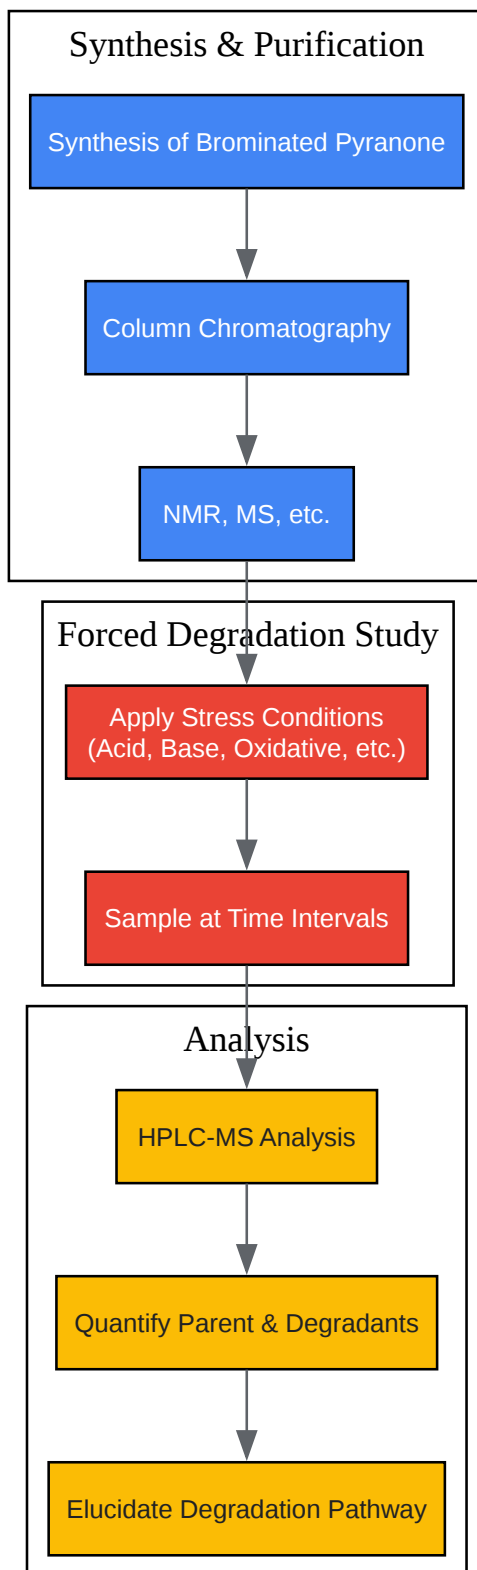 Synthesis & Purification
Synthesis of Brominated Pyranone
Column Chromatography
NMR, MS, etc.
Forced Degradation Study
Apply Stress Conditions
(Acid, Base, Oxidative, etc.)
Sample at Time Intervals
Analysis
HPLC-MS Analysis
Quantify Parent & Degradants
Elucidate Degradation Pathway